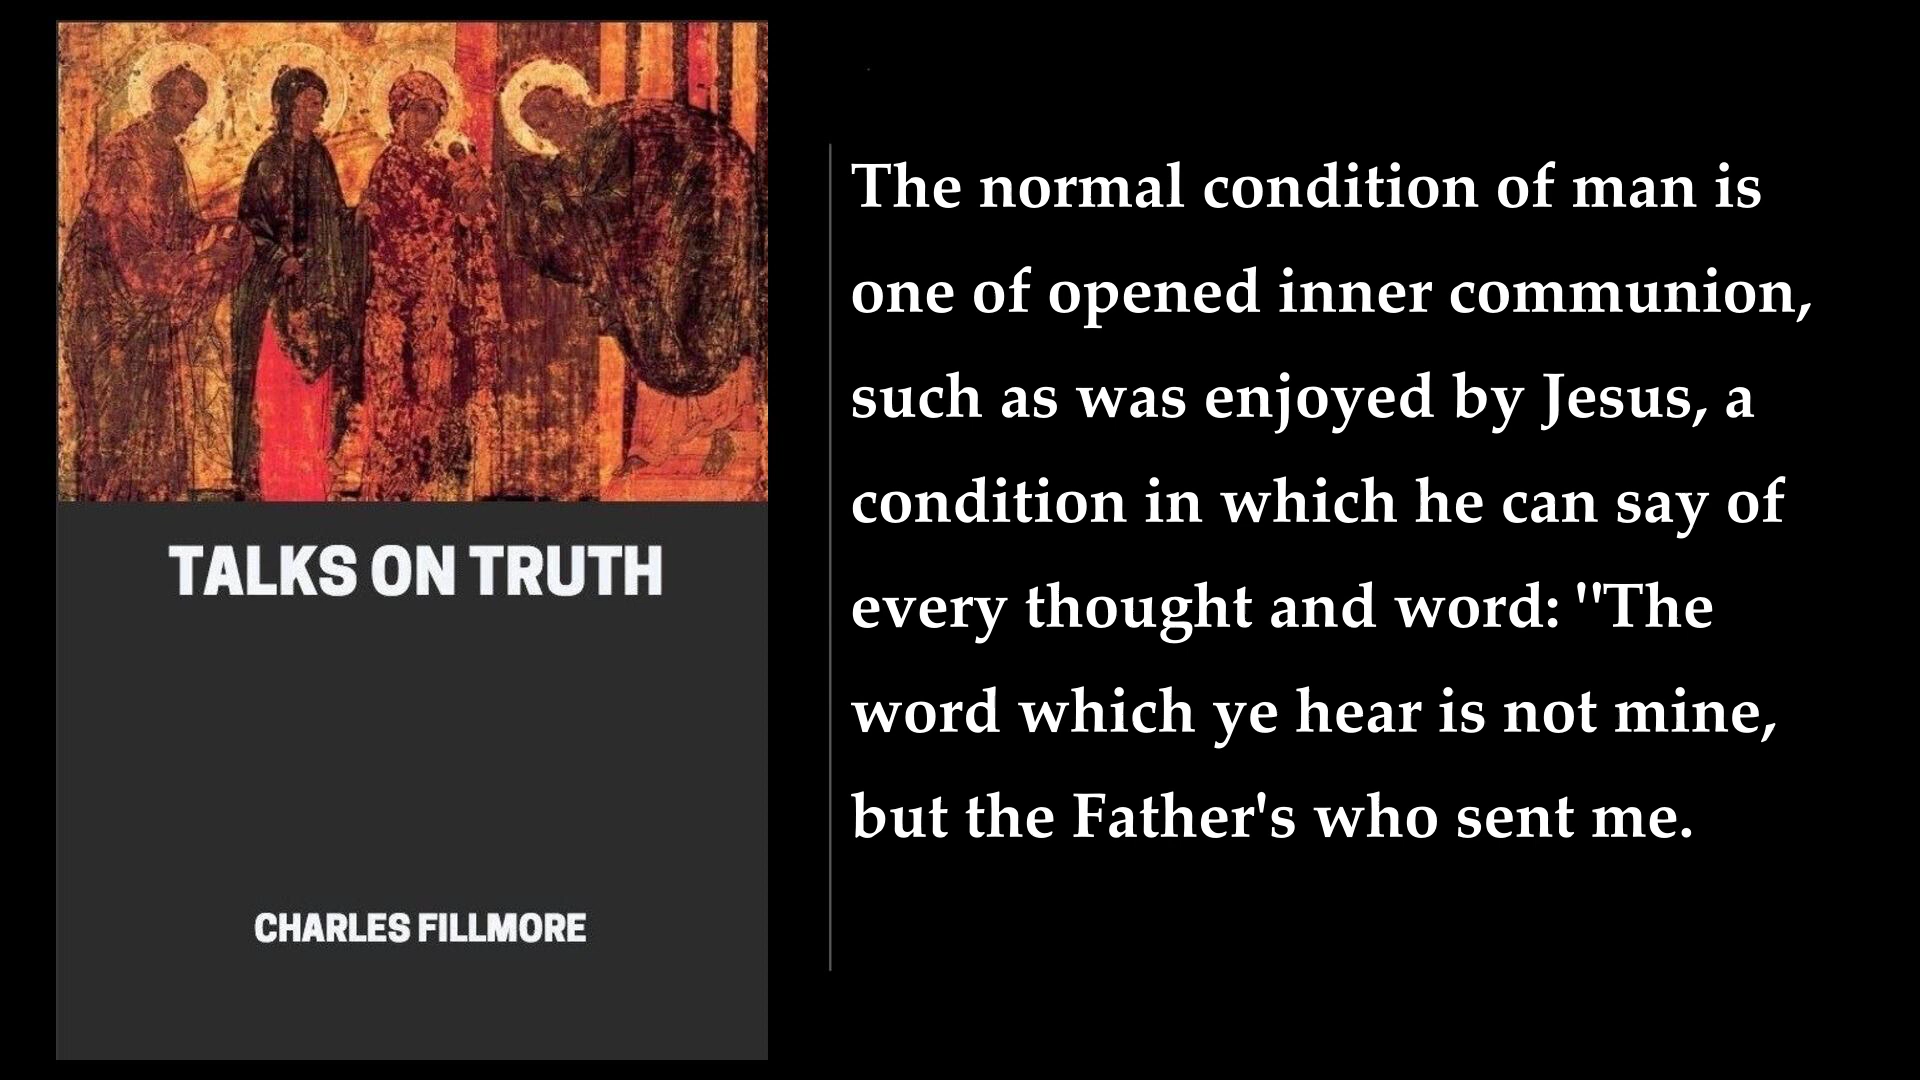 TALKS ON TRUTH
CHARLES FILLMORE
The normal condition of man is
one of opened inner communion,
such as was enjoyed by Jesus, a
condition in which he can say of
every thought and word: "The
word which ye hear is not mine,
but the Father's who sent me.